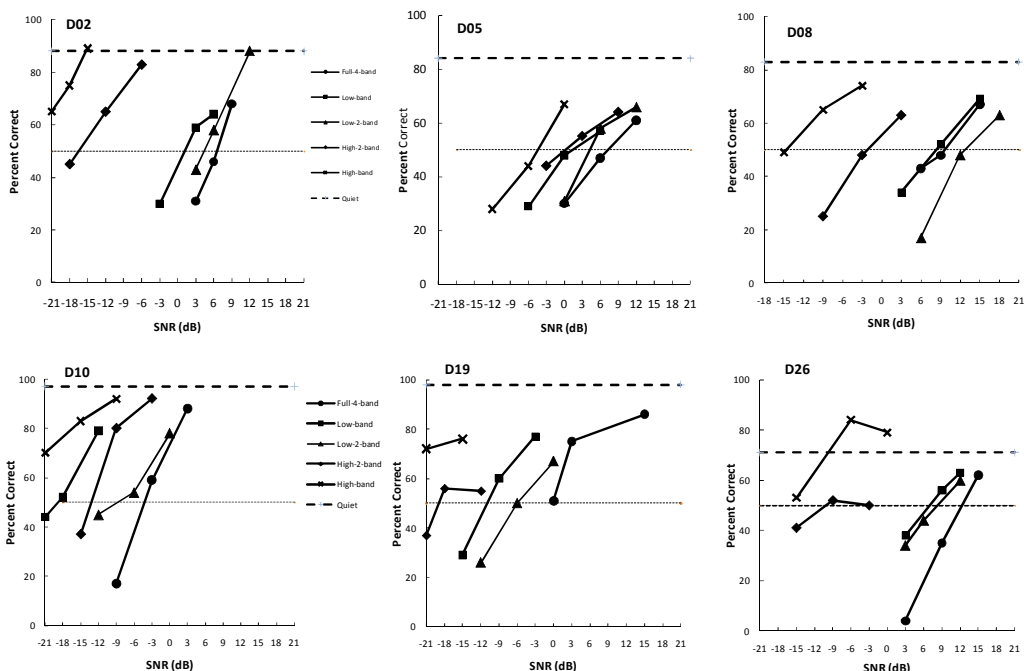 D02
100
80
60
40
20
0
Percent Correct
-21-18-15-12 -9 -6 -3 0 3 6 9 12 15 18 21
SNR (dB)
Full-4-band
Low-band
Low-2-band
High-2-band
High-band
Quiet
D05
100
80
60
40
20
0
Percent Correct
-21-18-15-12 -9 -6 -3 0 3 6 9 12 15 18 21
SNR (dB)
D08
100
80
60
40
20
0
Percent Correct
-18 -15 -12 -9 -6 -3 0 3 6 9 12 15 18 21
SNR (dB)
D10
100
80
60
40
20
0
Percent Correct
-21 -18 -15 -12 -9 -6 -3 0 3 6 9 12 15 18 21
SNR (dB)
Full-4-band
Low-band
Low-2-band
High-2-band
High-band
Quiet
D19
100
80
60
40
20
0
Percent Correct
-21 -18 -15 -12 -9 -6 -3 0 3 6 9 12 15 18 21
SNR (dB)
D26
100
80
60
40
20
0
Percent Correct
-21 -18 -15 -12 -9 -6 -3 0 3 6 9 12 15 18 21
SNR (dB)